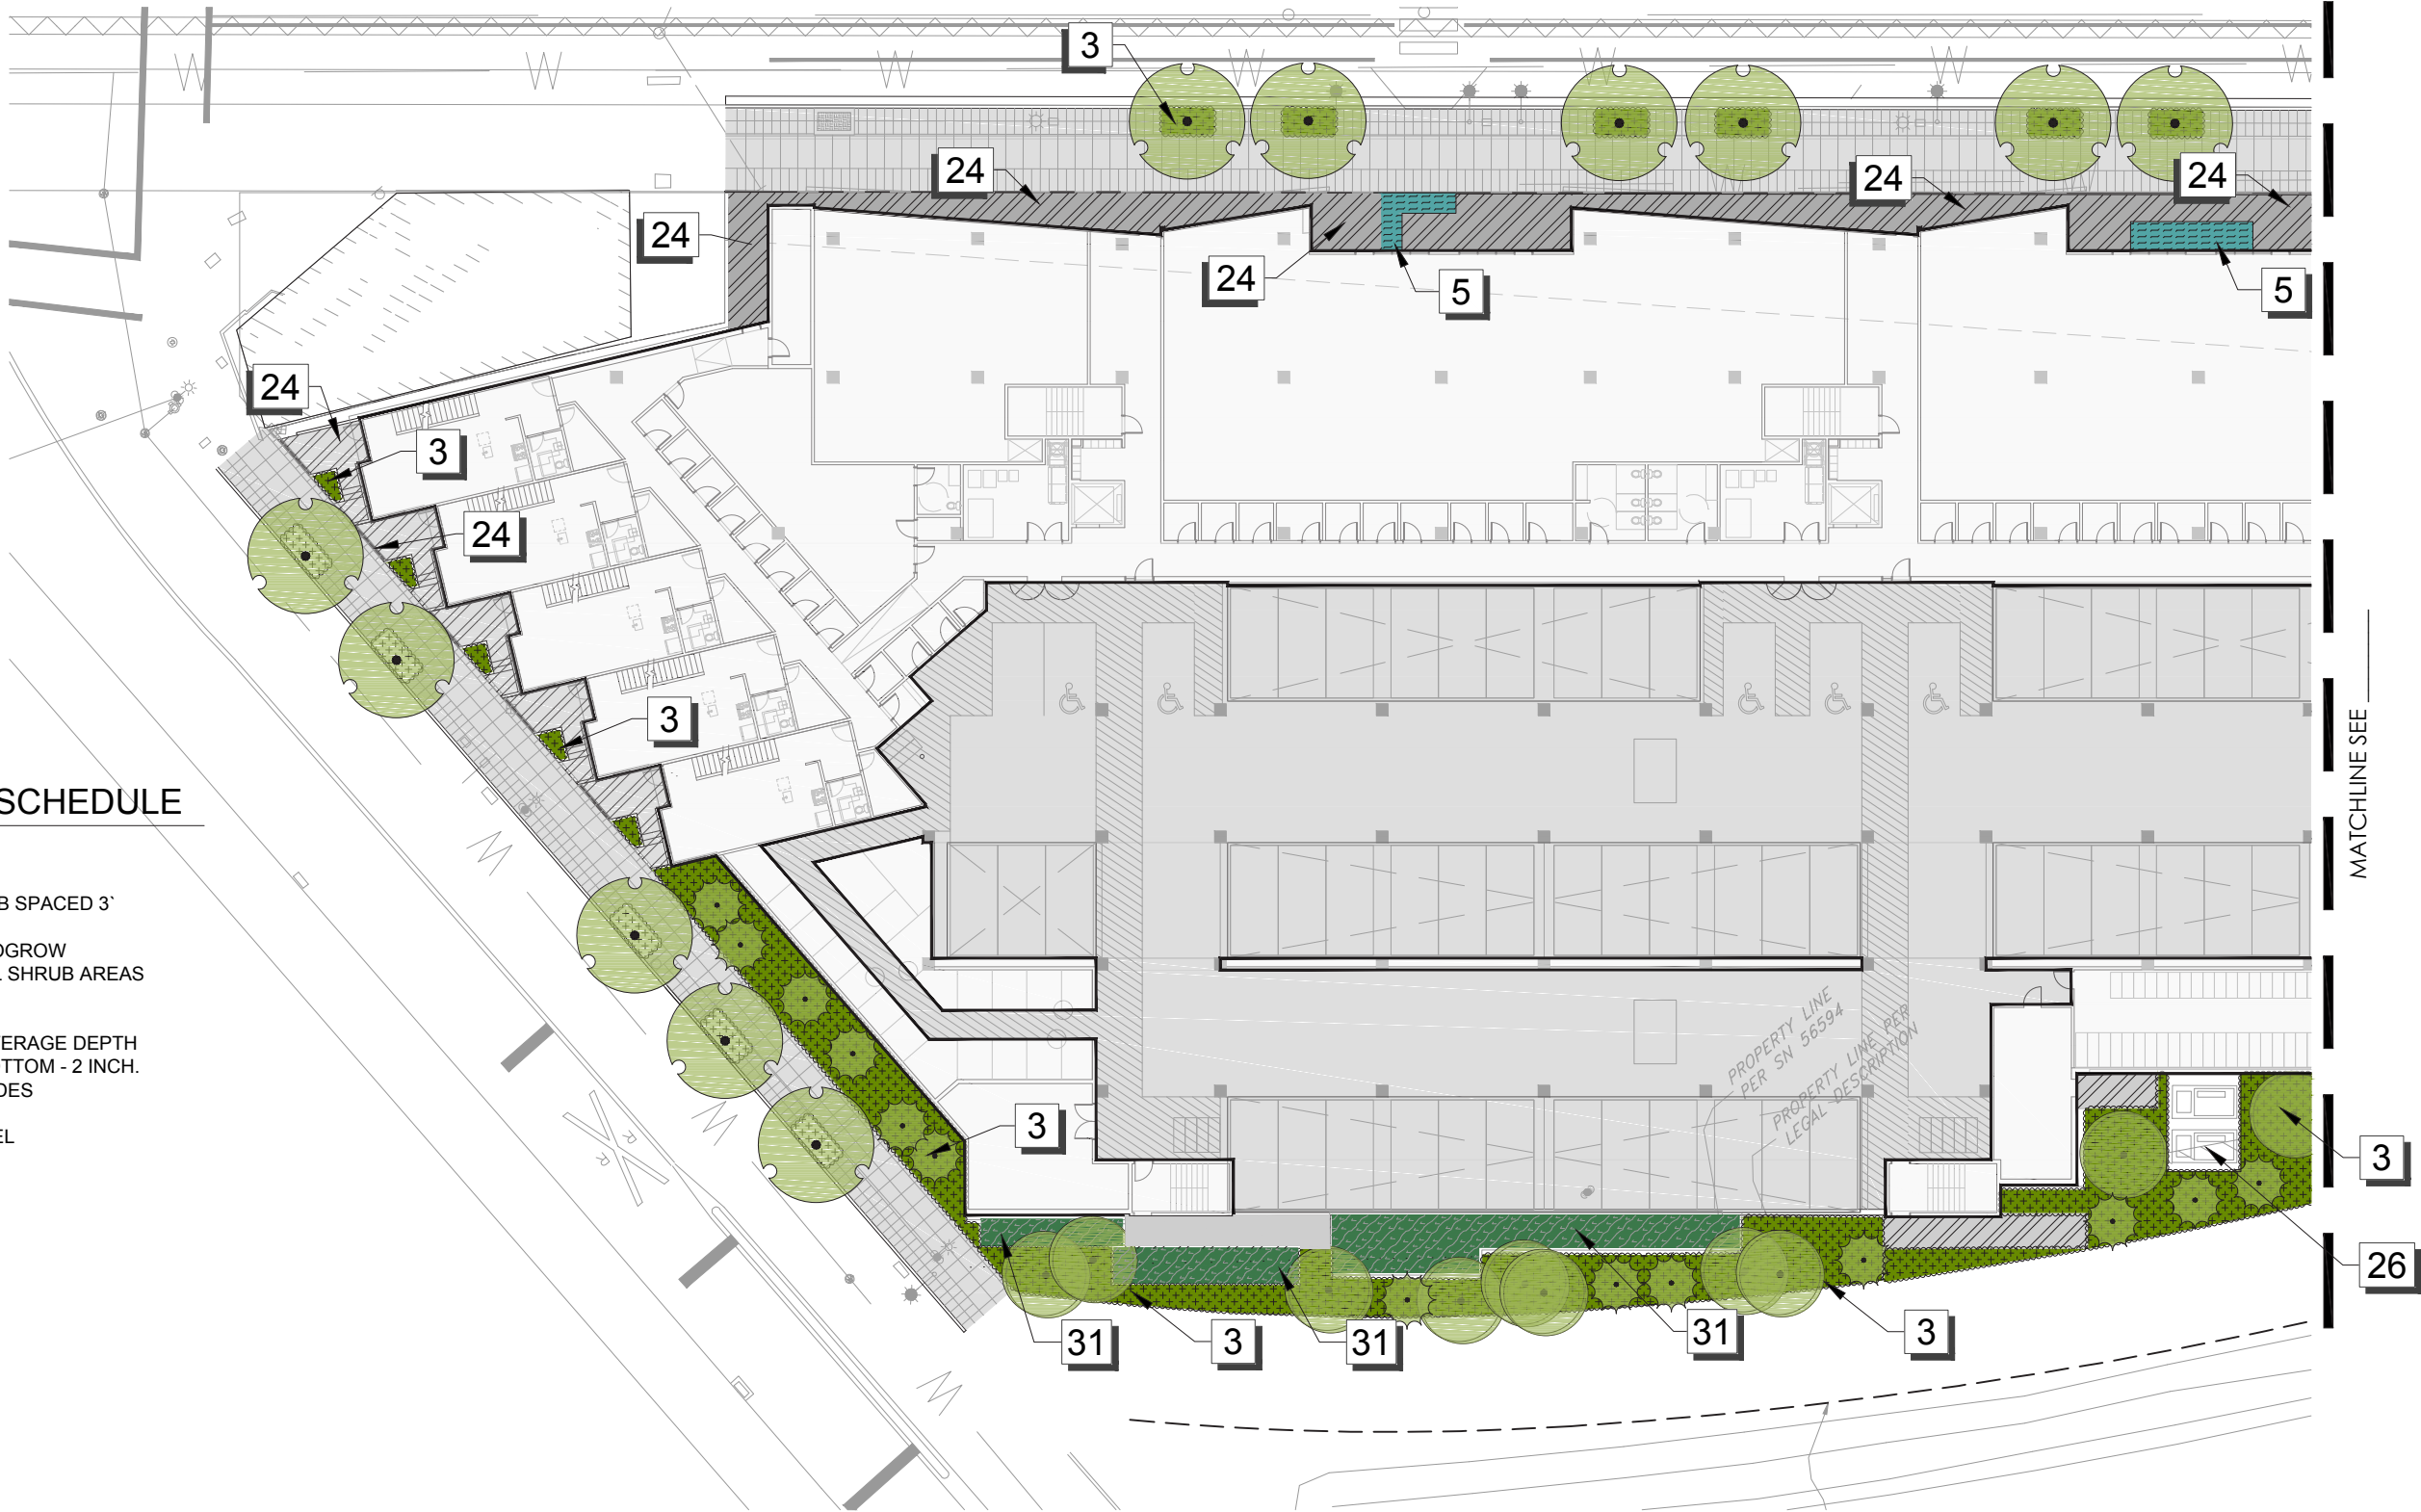 3
24
24
24
24
24
5
5
24
3
24
3
SCHEDULE
B SPACED 3`
OGROW
L SHRUB AREAS
ERAGE DEPTH
OTTOM - 2 INCH.
DES
EL
MATCHLINE SEE
PROPERTY LINE
PER SN 56594
PROPERTY LINE PER
LEGAL DESCRIPTION
R
R
3
3
26
31
3
31
31
3